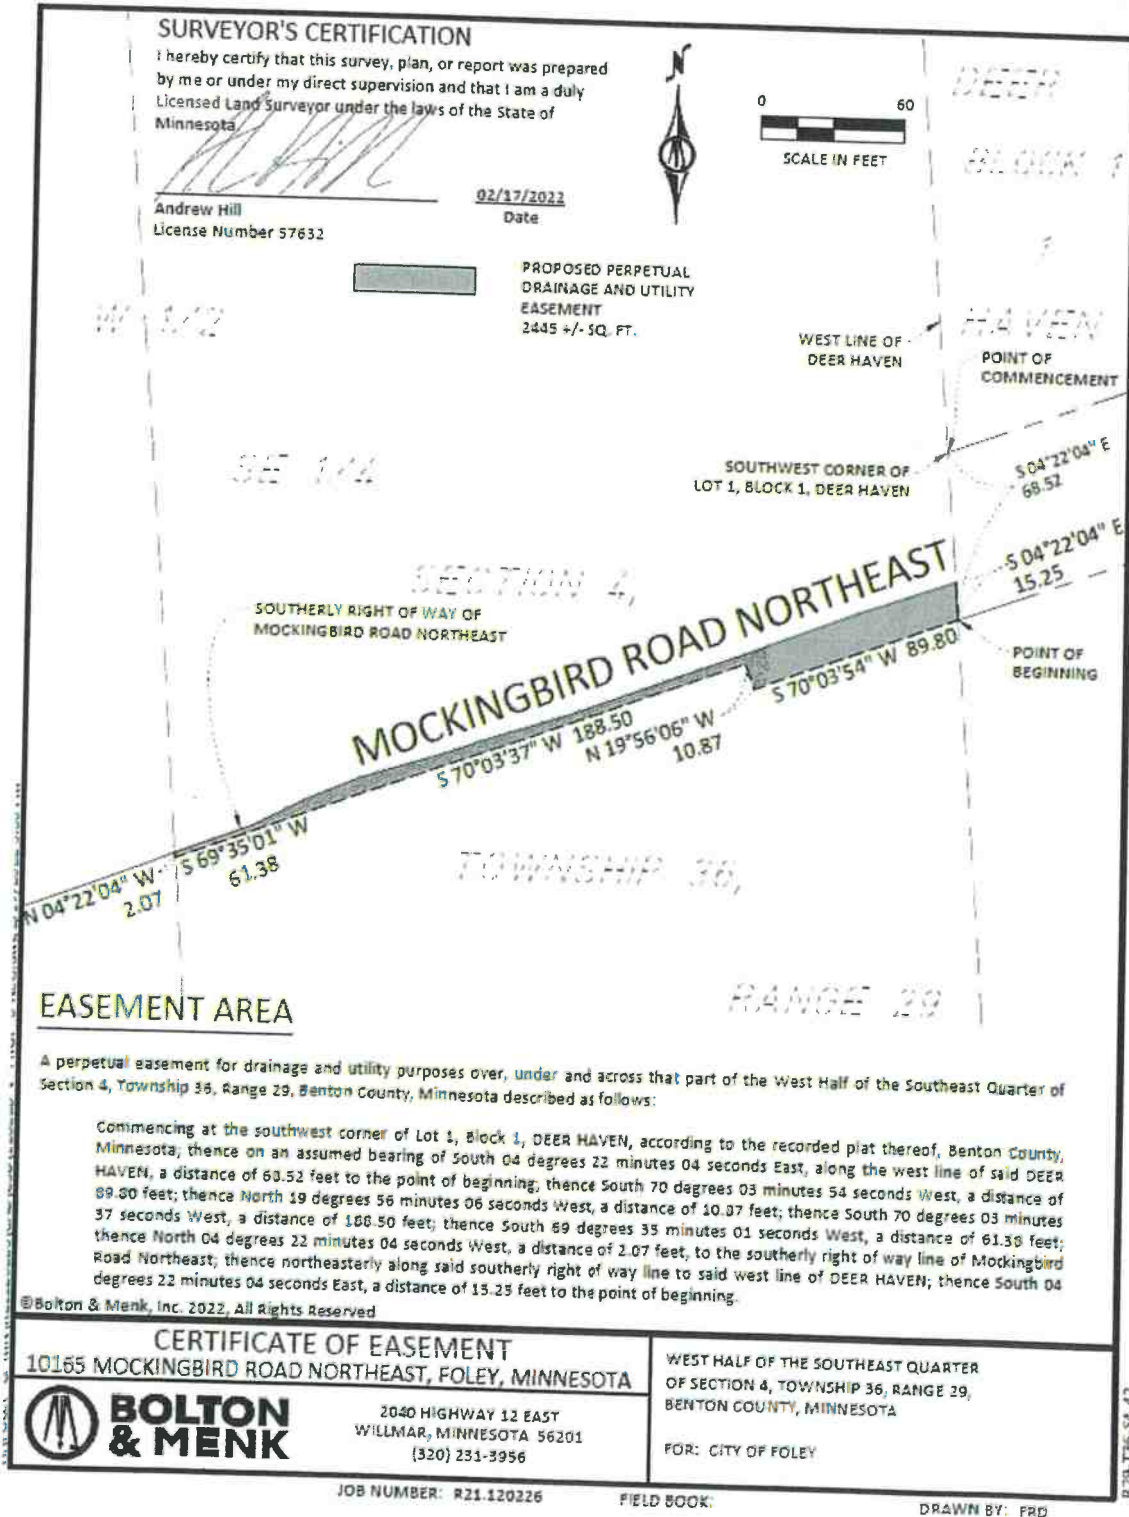 SURVEYOR'S CERTIFICATION
I hereby certify that this survey, plan, or report was prepared
by me or under my direct supervision and that I am a duly
Licensed Land Surveyor under the laws of the State of
Minnesota
Andrew Hill
License Number 57632
02/17/2022
Date
N
0 60
SCALE IN FEET
DEER
BLOCK 1
1
HAVEN
PROPOSED PERPETUAL
DRAINAGE AND UTILITY
EASEMENT
2445 +/- SQ. FT.
W 1/2
WEST LINE OF
DEER HAVEN
POINT OF
COMMENCEMENT
SE 1/4
SOUTHWEST CORNER OF
LOT 1, BLOCK 1, DEER HAVEN
S 04°22'04" E
68.52
SECTION 4,
S 04°22'04" E
15.25
SOUTHERLY RIGHT OF WAY OF
MOCKINGBIRD ROAD NORTHEAST
MOCKINGBIRD ROAD NORTHEAST
POINT OF
BEGINNING
S 70°03'54" W 89.80
N 19°56'06" W
10.87
S 70°03'37" W 188.50
S 69°35'01" W
61.38
N 04°22'04" W
2.07
TOWNSHIP 36,
RANGE 29
EASEMENT AREA
A perpetual easement for drainage and utility purposes over, under and across that part of the West Half of the Southeast Quarter of
Section 4, Township 36, Range 29, Benton County, Minnesota described as follows:
Commencing at the southwest corner of Lot 1, Block 1, DEER HAVEN, according to the recorded plat thereof, Benton County,
Minnesota; thence on an assumed bearing of South 04 degrees 22 minutes 04 seconds East, along the west line of said DEER
HAVEN, a distance of 68.52 feet to the point of beginning, thence South 70 degrees 03 minutes 54 seconds West, a distance of
89.80 feet; thence North 19 degrees 56 minutes 06 seconds West, a distance of 10.87 feet; thence South 70 degrees 03 minutes
37 seconds West, a distance of 188.50 feet; thence South 69 degrees 35 minutes 01 seconds West, a distance of 61.38 feet;
thence North 04 degrees 22 minutes 04 seconds West, a distance of 2.07 feet, to the southerly right of way line of Mockingbird
Road Northeast; thence northeasterly along said southerly right of way line to said west line of DEER HAVEN; thence South 04
degrees 22 minutes 04 seconds East, a distance of 15.25 feet to the point of beginning.
©Bolton & Menk, Inc. 2022, All Rights Reserved
CERTIFICATE OF EASEMENT
10165 MOCKINGBIRD ROAD NORTHEAST, FOLEY, MINNESOTA
BOLTON
& MENK
2040 HIGHWAY 12 EAST
WILLMAR, MINNESOTA 56201
(320) 231-3956
WEST HALF OF THE SOUTHEAST QUARTER
OF SECTION 4, TOWNSHIP 36, RANGE 29,
BENTON COUNTY, MINNESOTA
FOR: CITY OF FOLEY
JOB NUMBER: R21.120226
FIELD BOOK:
DRAWN BY: FRD